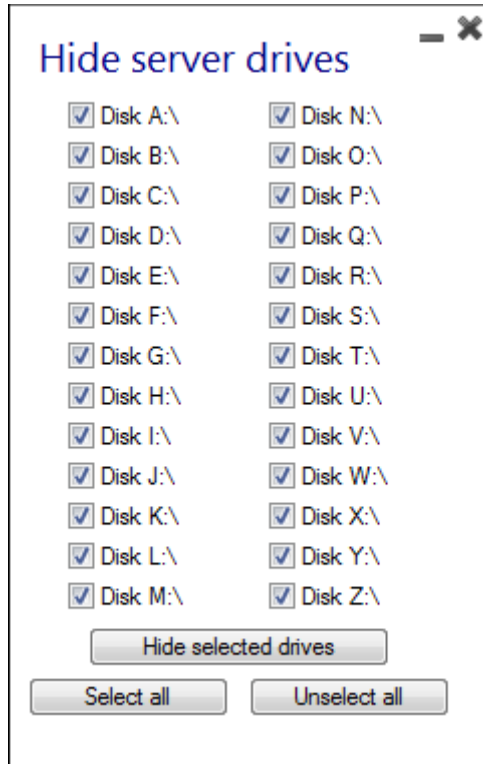 Hide server drives
Disk A:\
Disk B:\
Disk C:\
Disk D:\
Disk E:\
Disk F:\
Disk G:\
Disk H:\
Disk I:\
Disk J:\
Disk K:\
Disk L:\
Disk M:\
Disk N:\
Disk O:\
Disk P:\
Disk Q:\
Disk R:\
Disk S:\
Disk T:\
Disk U:\
Disk V:\
Disk W:\
Disk X:\
Disk Y:\
Disk Z:\
Hide selected drives
Select all
Unselect all